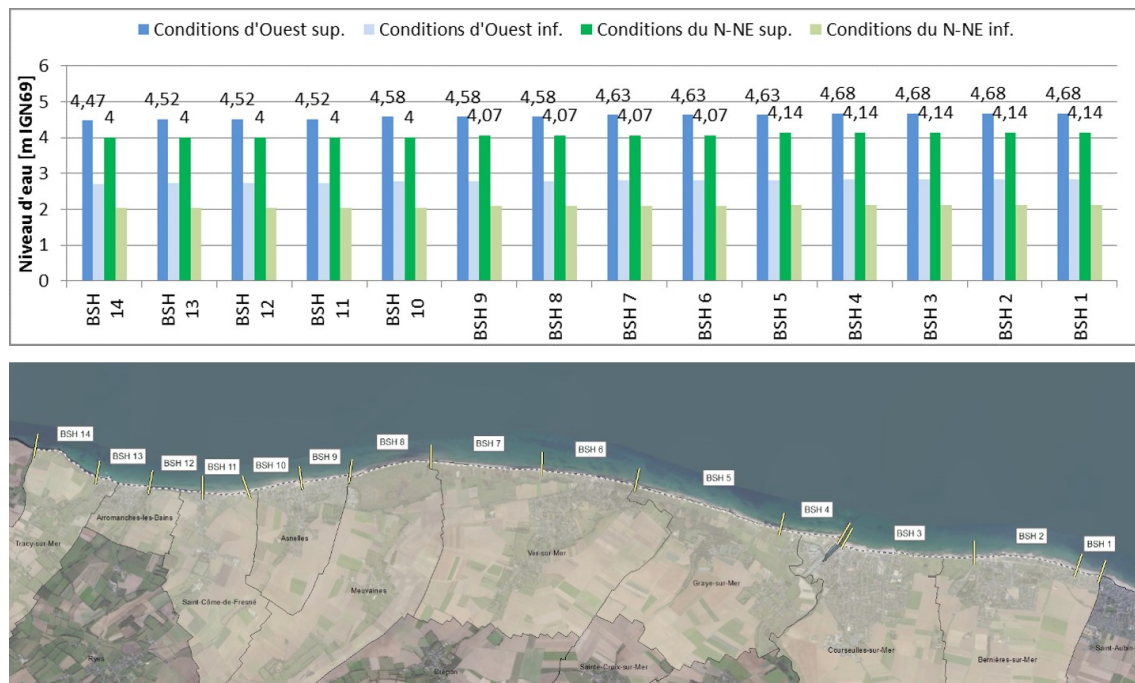 Conditions d'Ouest sup. Conditions d'Ouest inf. Conditions du N-NE sup. Conditions du N-NE inf.
Niveau d'eau [m IGN69]
6
5
4
3
2
1
0
4,47 4,52 4,52 4,52 4,58 4,58 4,58 4,63 4,63 4,63 4,68 4,68 4,68 4,68
4 4 4 4 4 4,07 4,07 4,07 4,07 4,14 4,14 4,14 4,14 4,14
BSH 14
BSH 13
BSH 12
BSH 11
BSH 10
BSH 9
BSH 8
BSH 7
BSH 6
BSH 5
BSH 4
BSH 3
BSH 2
BSH 1
BSH 14
BSH 13
BSH 12
BSH 11
BSH 10
BSH 9
BSH 8
BSH 7
BSH 6
BSH 5
BSH 4
BSH 3
BSH 2
BSH 1
Tracy-sur-Mer
Arromanches-les-Bains
Saint-Côme-de-Fresné
Asnelles
Meuvaines
Ver-sur-Mer
Graye-sur-Mer
Courseulles-sur-Mer
Bernières-sur-Mer
Saint-Aubin-
Ryes
Crépon
Sainte-Croix-sur-Mer